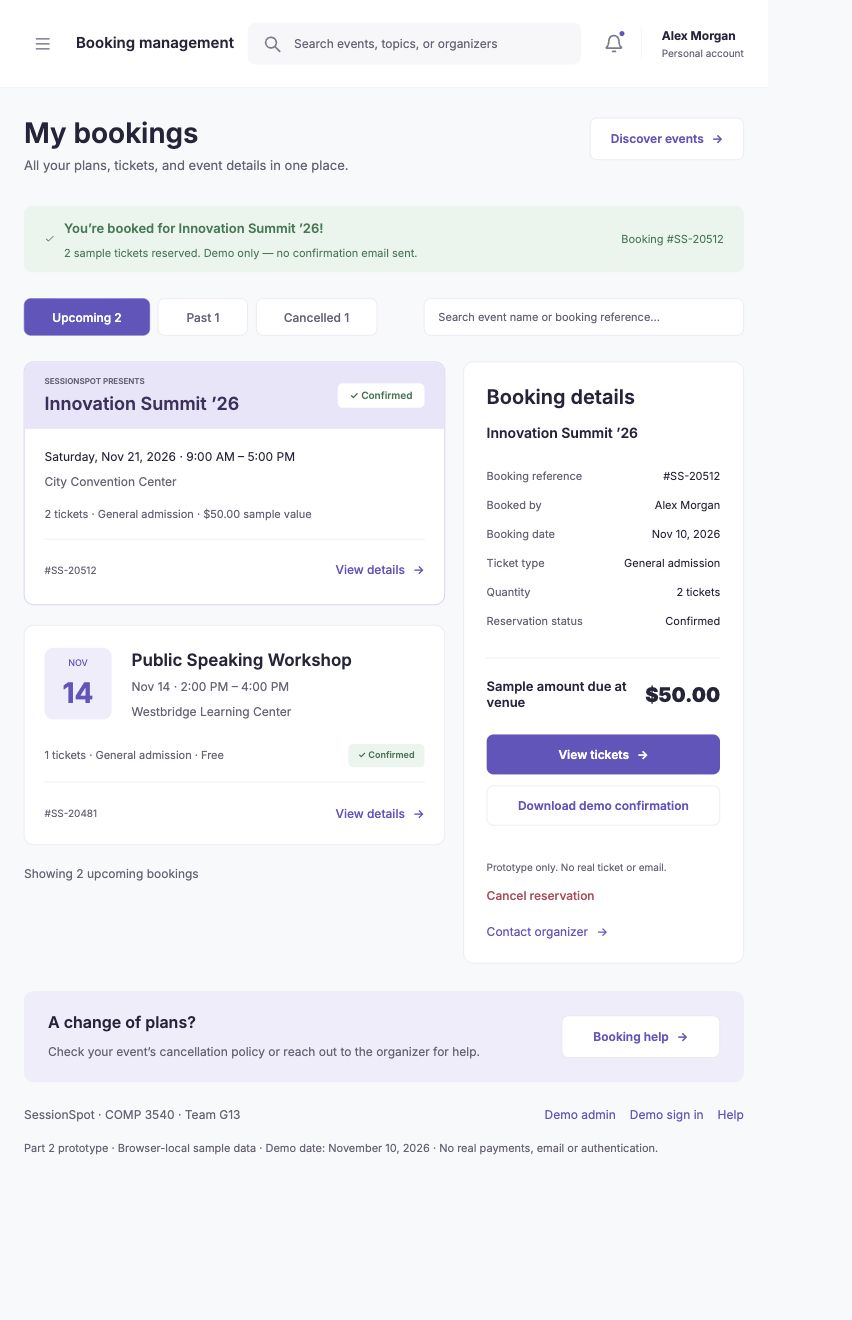 Booking management
Search events, topics, or organizers
Alex Morgan
Personal account
My bookings
All your plans, tickets, and event details in one place.
Discover events →
✓ You’re booked for Innovation Summit ’26!
2 sample tickets reserved. Demo only — no confirmation email sent.
Booking #SS-20512
Upcoming 2
Past 1
Cancelled 1
Search event name or booking reference...
SESSIONSPOT PRESENTS
Innovation Summit ’26
✓ Confirmed
Saturday, Nov 21, 2026 · 9:00 AM – 5:00 PM
City Convention Center
2 tickets · General admission · $50.00 sample value
#SS-20512
View details →
NOV
14
Public Speaking Workshop
Nov 14 · 2:00 PM – 4:00 PM
Westbridge Learning Center
1 tickets · General admission · Free
✓ Confirmed
#SS-20481
View details →
Showing 2 upcoming bookings
Booking details
Innovation Summit ’26
Booking reference #SS-20512
Booked by Alex Morgan
Booking date Nov 10, 2026
Ticket type General admission
Quantity 2 tickets
Reservation status Confirmed
Sample amount due at
venue
$50.00
View tickets →
Download demo confirmation
Prototype only. No real ticket or email.
Cancel reservation
Contact organizer →
A change of plans?
Check your event’s cancellation policy or reach out to the organizer for help.
Booking help →
SessionSpot · COMP 3540 · Team G13
Demo admin Demo sign in Help
Part 2 prototype · Browser-local sample data · Demo date: November 10, 2026 · No real payments, email or authentication.